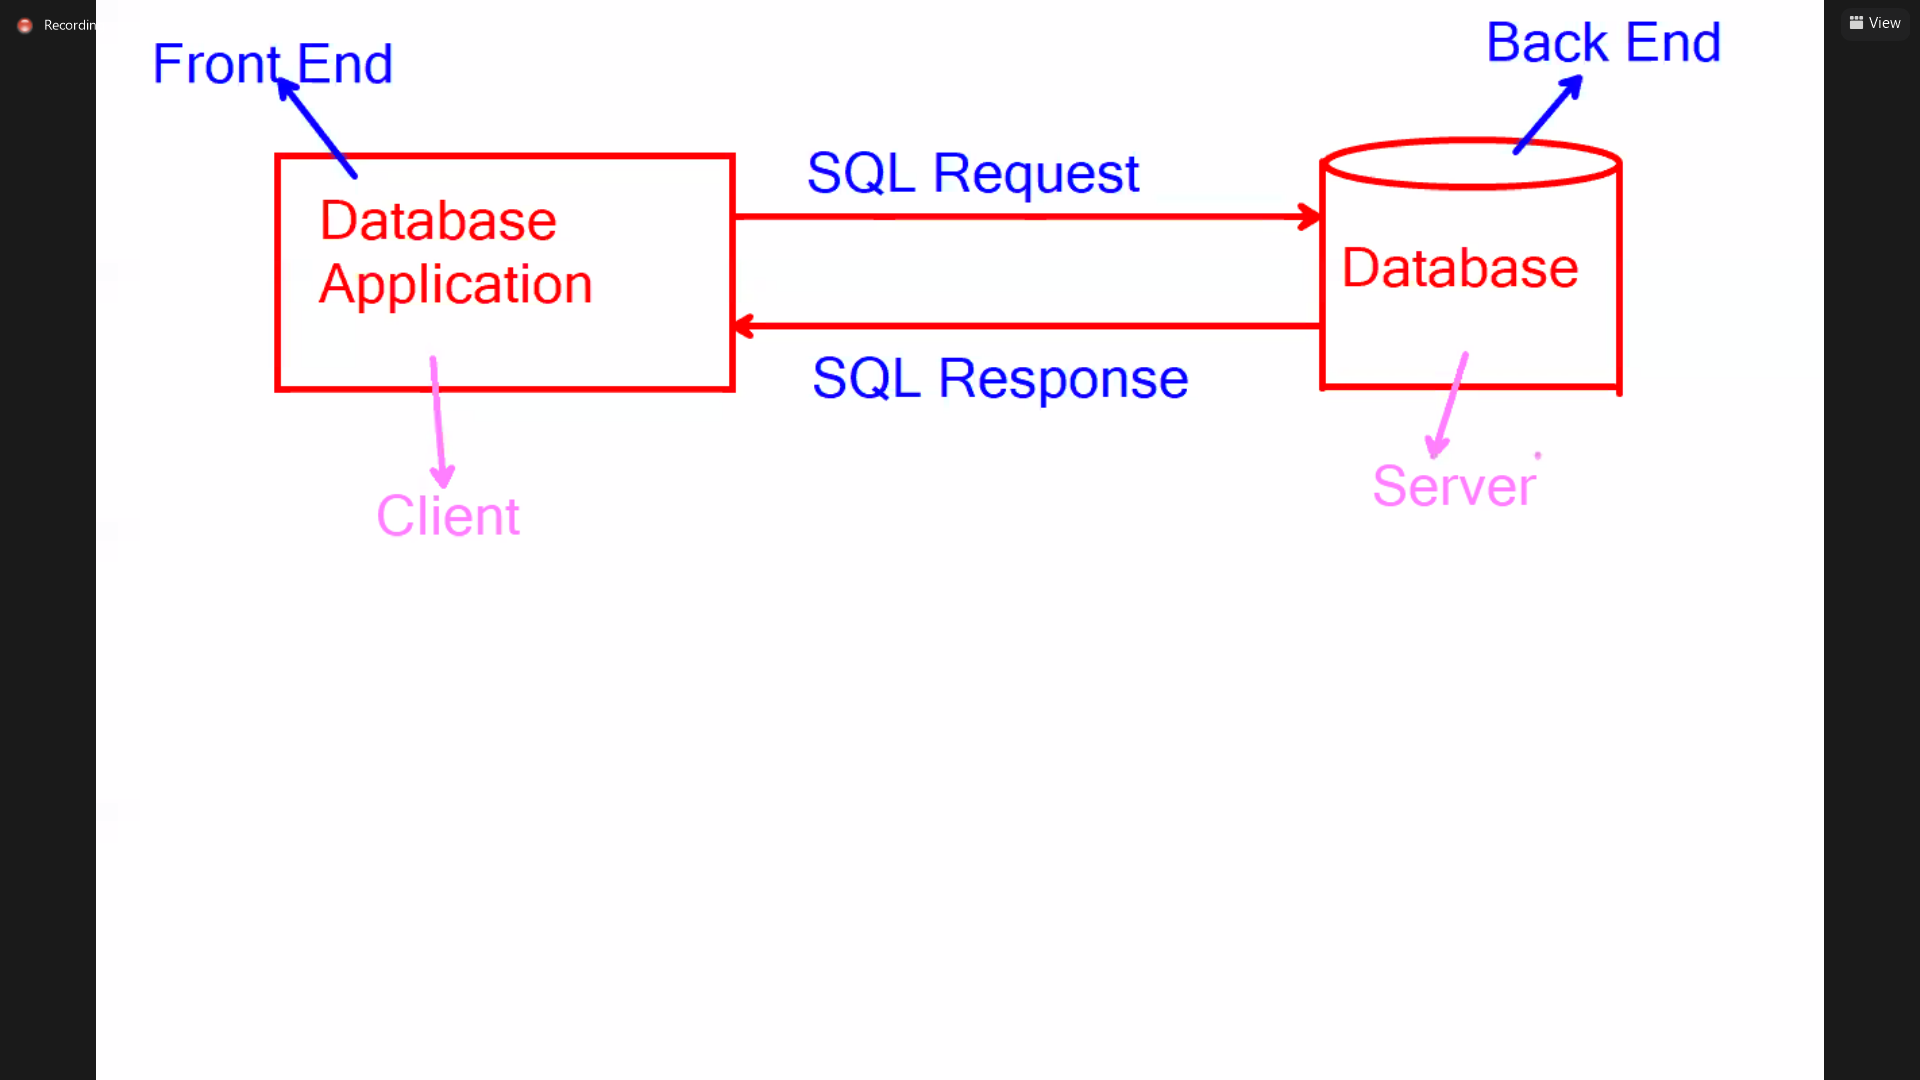 Recordin
View
Front End
Back End
SQL Request
Database
Application
Database
SQL Response
Client
Server